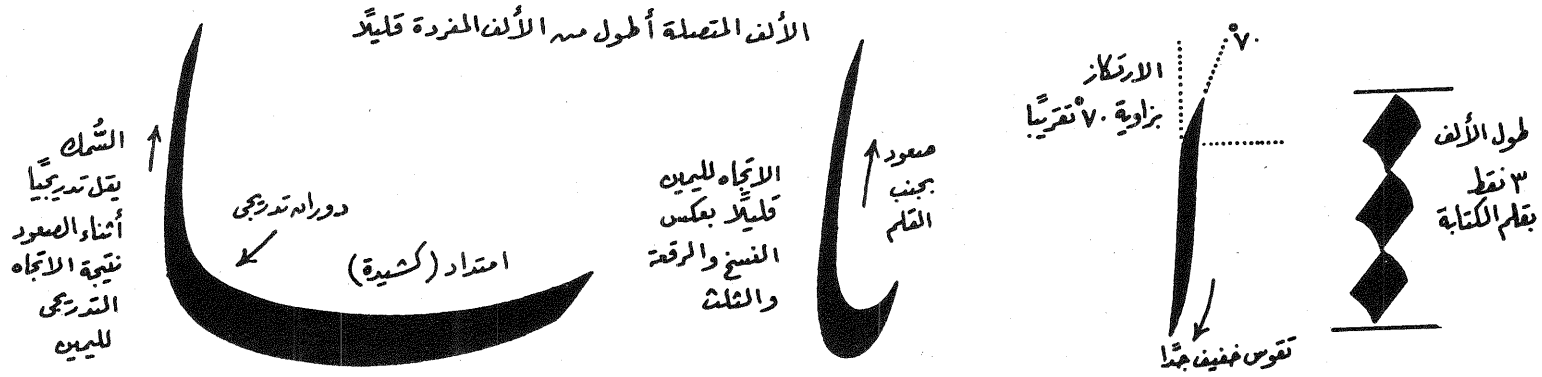 الألف المتصلة أطول من الألف المفردة قليلًا
٧٠°
الارتكاز
بزاوية ٧٠° تقريبًا
طول الألف
٣ نقط
بقلم الكتابة
تقوس خفيف جدًا
صعود
بجنب
القلم
الاتجاه لليمين
قليلًا بعكس
النسخ والرقعة
والثلث
امتداد (كشيدة)
دوران تدريجى
السُّمك
يقل تدريجيًا
أثناء الصعود
نتيجة الاتجاه
التدريجى
لليمين